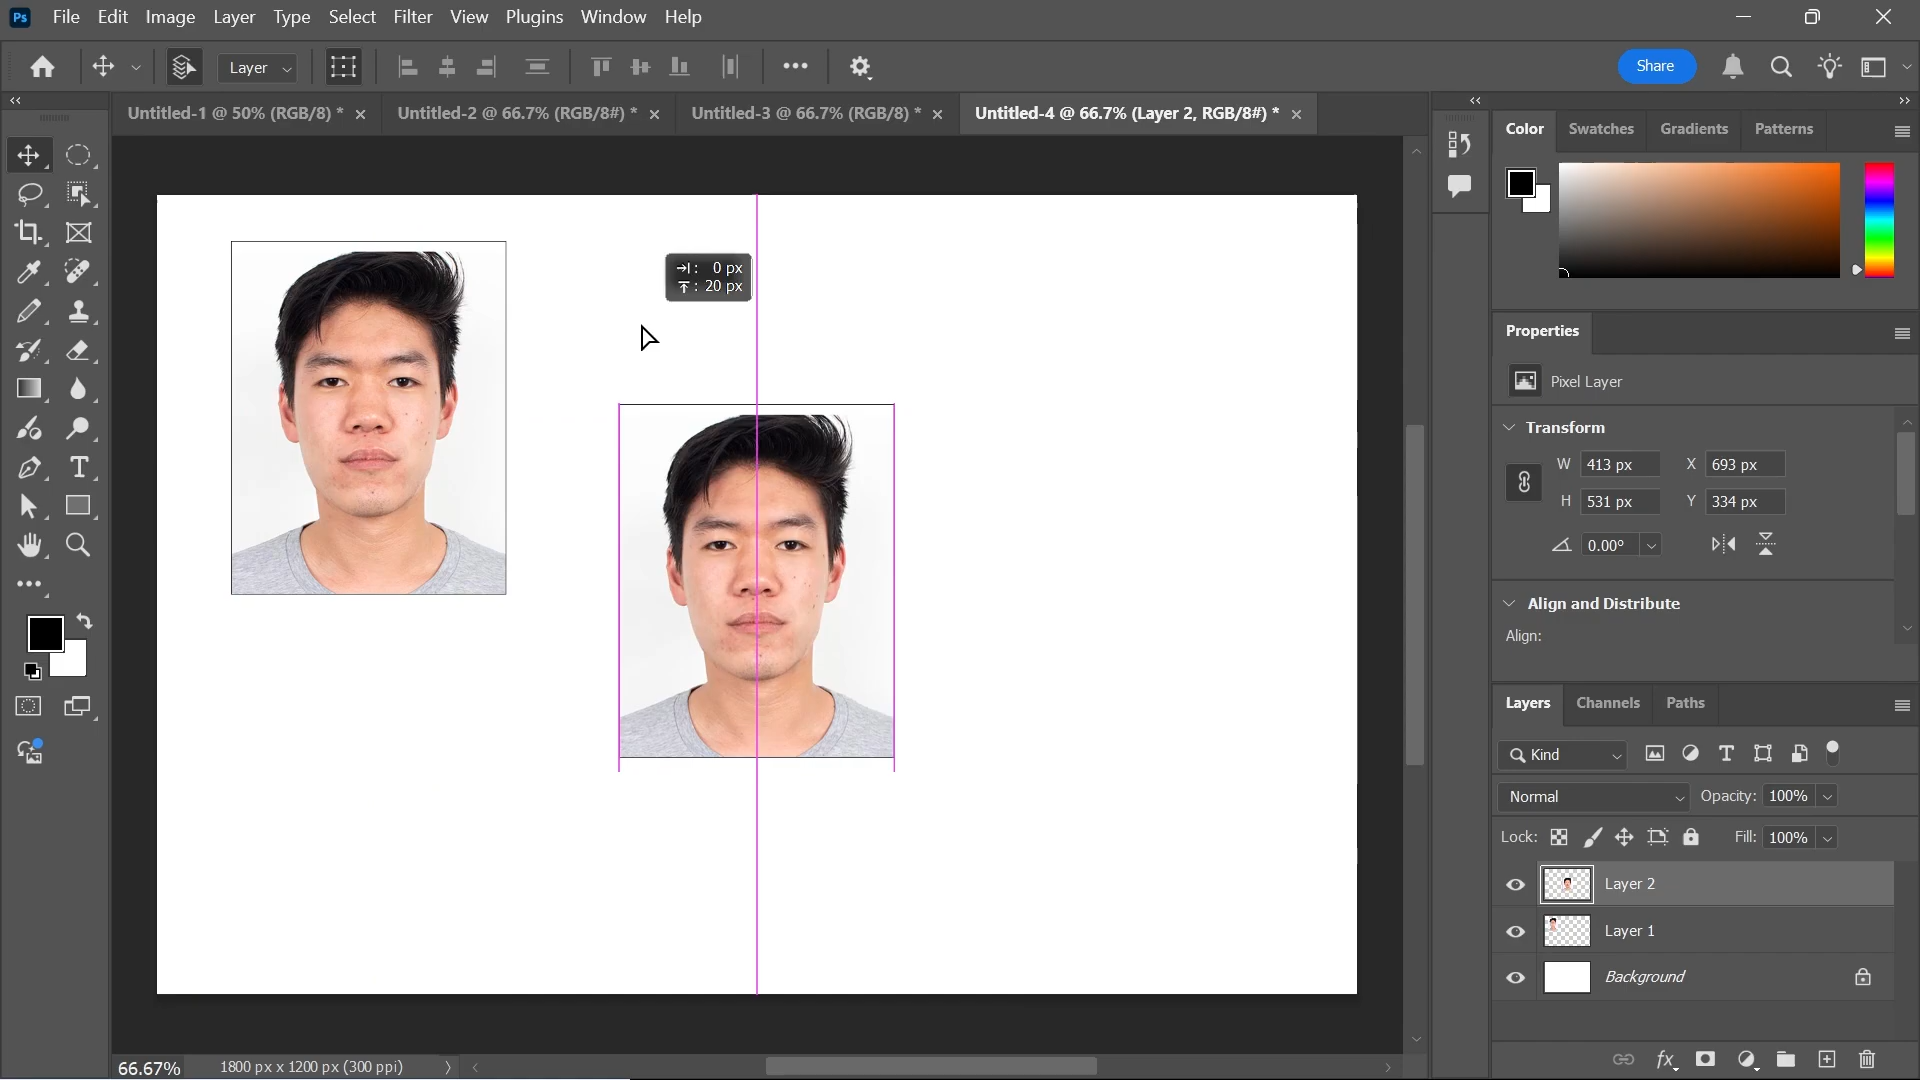 Ps File Edit Image Layer Type Select Filter View Plugins Window Help
Layer
Share
Untitled-1 @ 50% (RGB/8) *
Untitled-2 @ 66.7% (RGB/8#) *
Untitled-3 @ 66.7% (RGB/8) *
Untitled-4 @ 66.7% (Layer 2, RGB/8#) *
Color Swatches Gradients Patterns
: 0 px
: 20 px
Properties
Pixel Layer
Transform
W 413 px X 693 px
H 531 px Y 334 px
0.00°
Align and Distribute
Align:
Layers Channels Paths
Kind
Normal Opacity: 100%
Lock: Fill: 100%
Layer 2
Layer 1
Background
66.67% 1800 px x 1200 px (300 ppi)